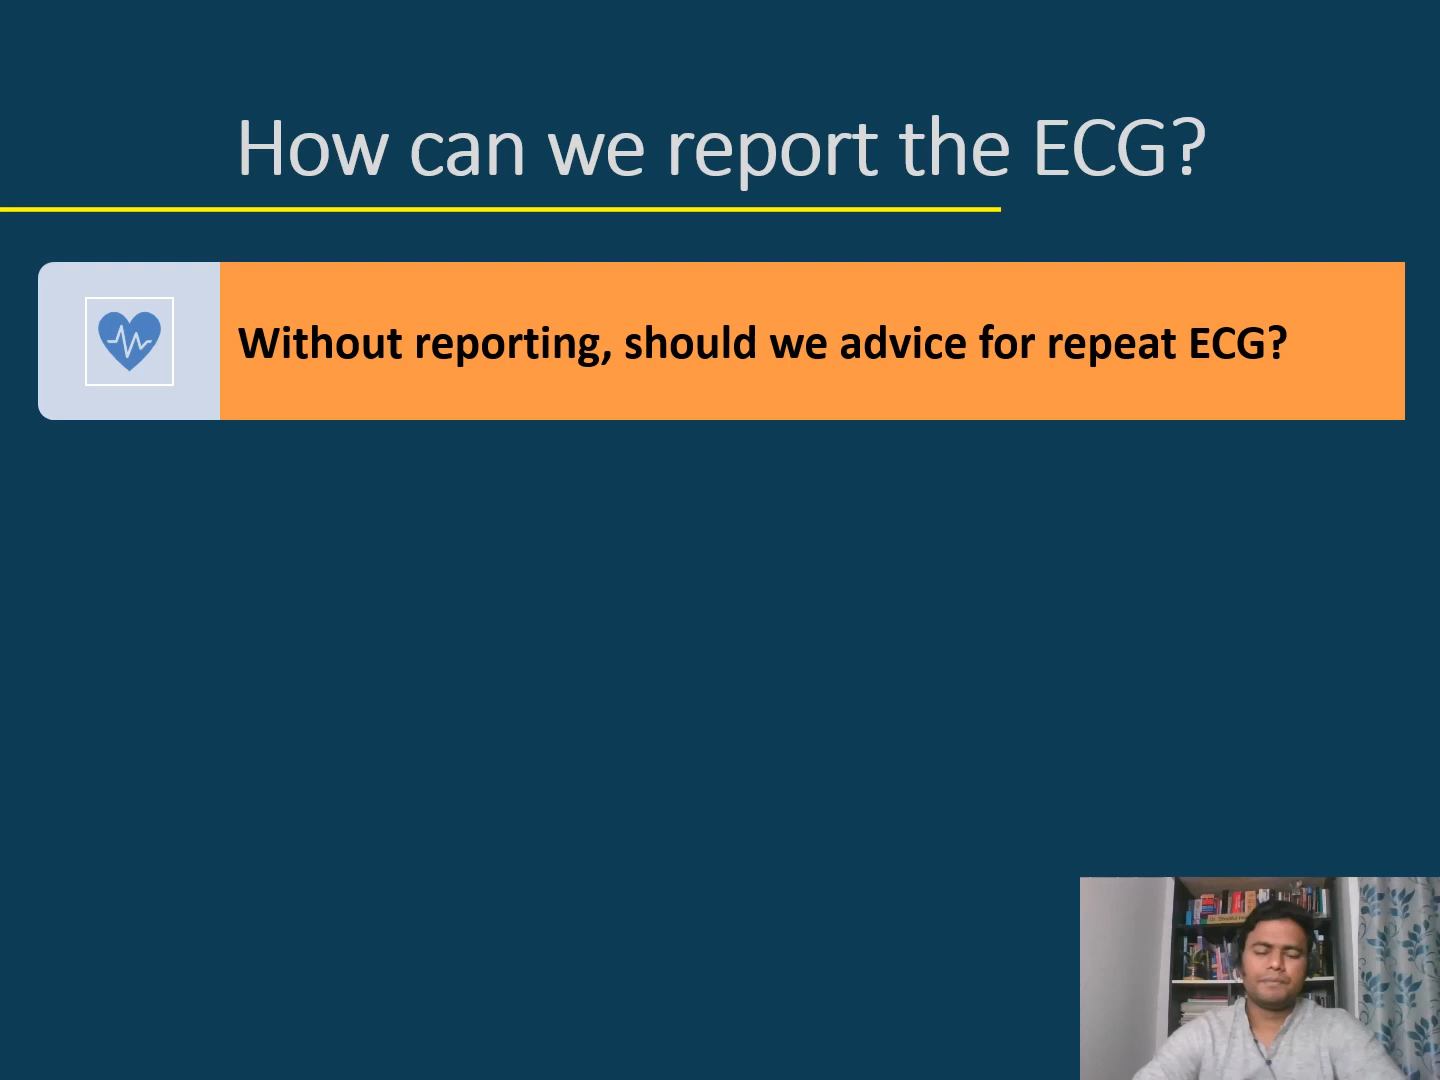 How can we report the ECG?
Without reporting, should we advice for repeat ECG?